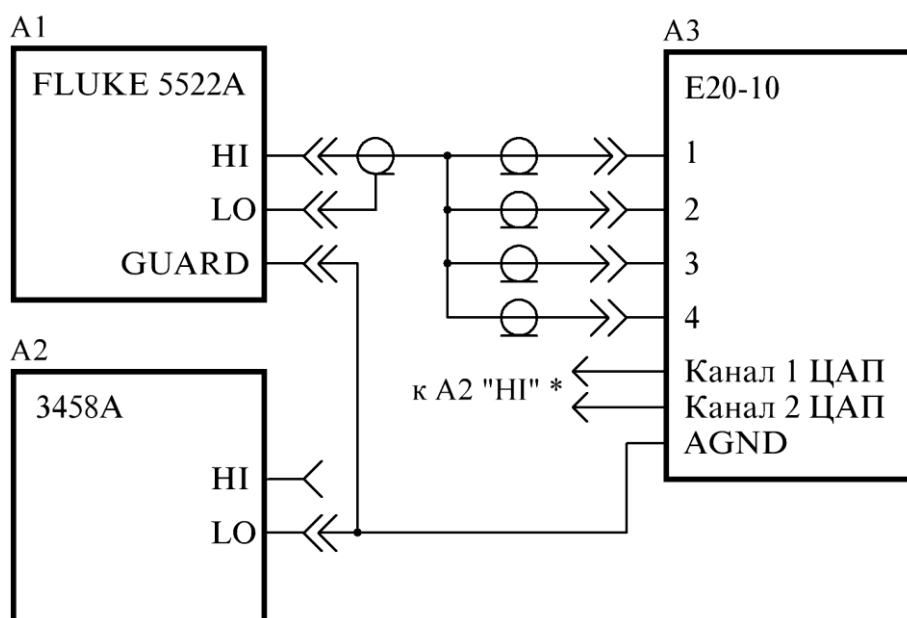 A1
FLUKE 5522A
HI
LO
GUARD
A2
3458A
HI
LO
A3
E20-10
1
2
3
4
к A2 "HI" *
Канал 1 ЦАП
Канал 2 ЦАП
AGND